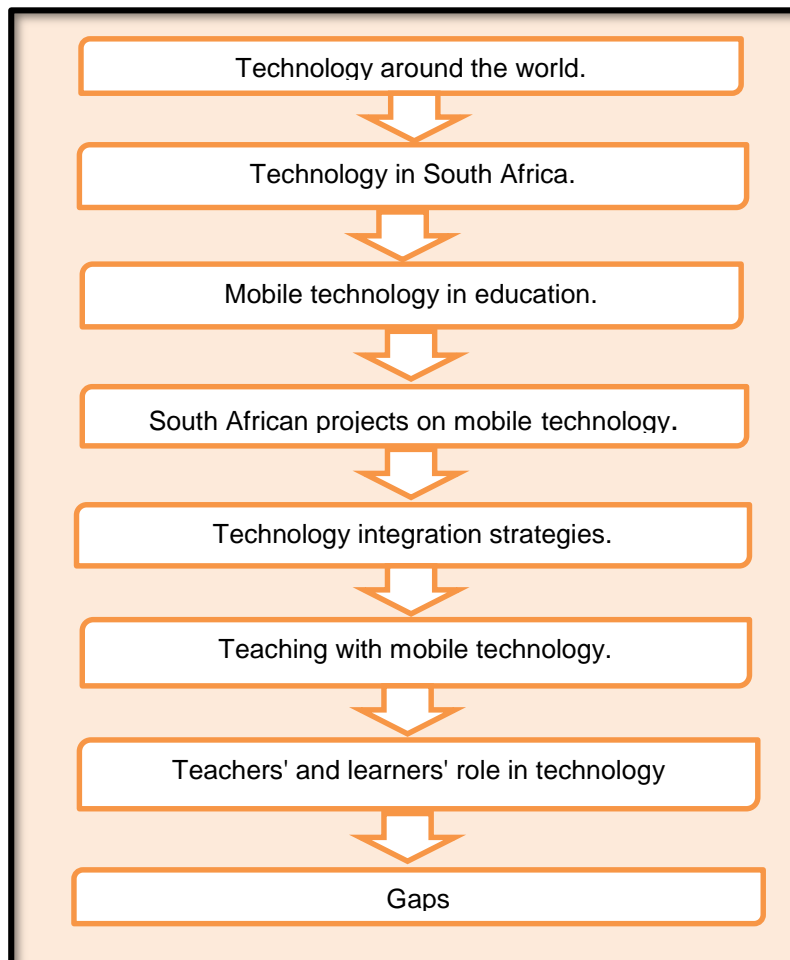 Technology around the world.
Technology in South Africa.
Mobile technology in education.
South African projects on mobile technology.
Technology integration strategies.
Teaching with mobile technology.
Teachers' and learners' role in technology
Gaps